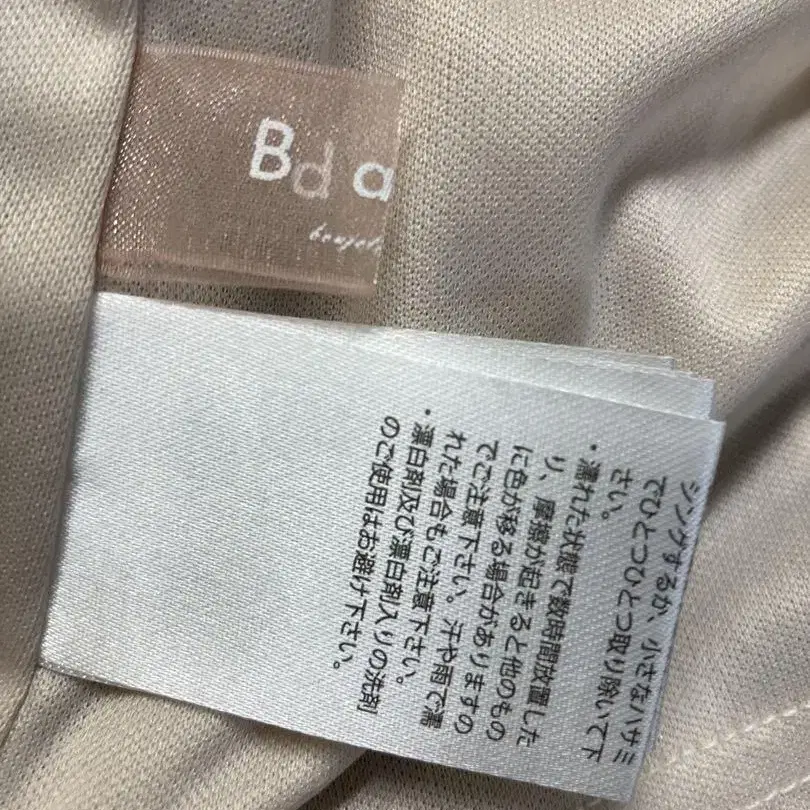 Bd a
シングするか、小さなハサミ
でひとつひとつ取り除いて下
さい。
・濡れた状態で数時間放置した
り、摩擦が起きると他のもの
に色が移る場合がありますの
でご注意下さい。汗や雨で濡
れた場合もご注意下さい。
・漂白剤及び漂白剤入りの洗剤
のご使用はお避け下さい。